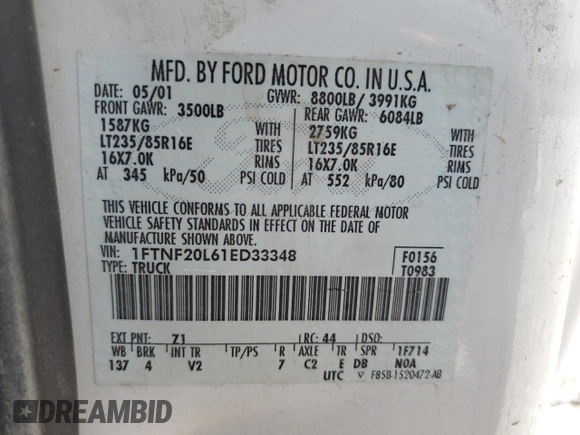 MFD. BY FORD MOTOR CO. IN U.S.A.
DATE: 05/01 GVWR: 8800LB/ 3991KG
FRONT GAWR: 3500LB REAR GAWR: 6084LB
1587KG WITH 2759KG WITH
LT235/85R16E TIRES LT235/85R16E TIRES
16X7.0K RIMS 16X7.0K RIMS
AT 345 kPa/50 PSI COLD AT 552 kPa/80 PSI COLD
THIS VEHICLE CONFORMS TO ALL APPLICABLE FEDERAL MOTOR
VEHICLE SAFETY STANDARDS IN EFFECT ON THE DATE OF
MANUFACTURE SHOWN ABOVE.
VIN: 1FTNF20L61ED33348 F0156
TYPE: TRUCK T0983
EXT PNT: Z1 RC: 44 DSO:
WB BRK INT TR TP/PS R AXLE TR SPR 1F714
137 4 V2 7 C2 E DB NOA
UTC F85B-1520472-AB
DREAMBID